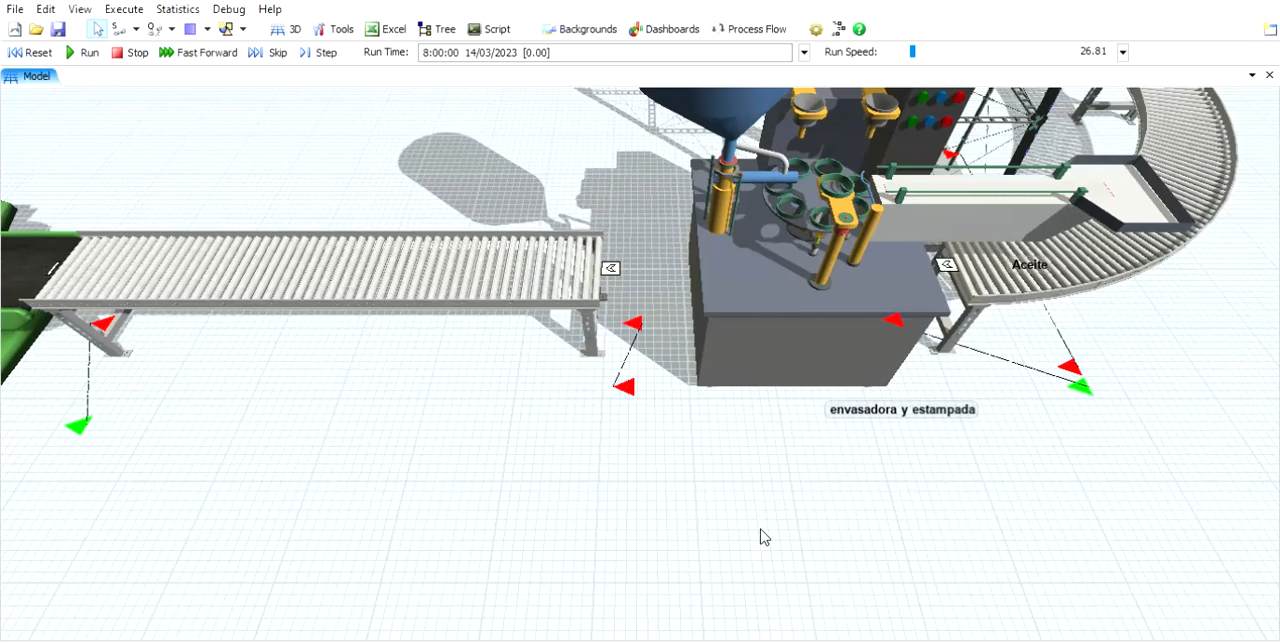 File Edit View Execute Statistics Debug Help
3D Tools Excel Tree Script Backgrounds Dashboards Process Flow
Reset Run Stop Fast Forward Skip Step Run Time: 8:00:00 14/03/2023 [0.00] Run Speed: 26.81
Model
Aceite
envasadora y estampada